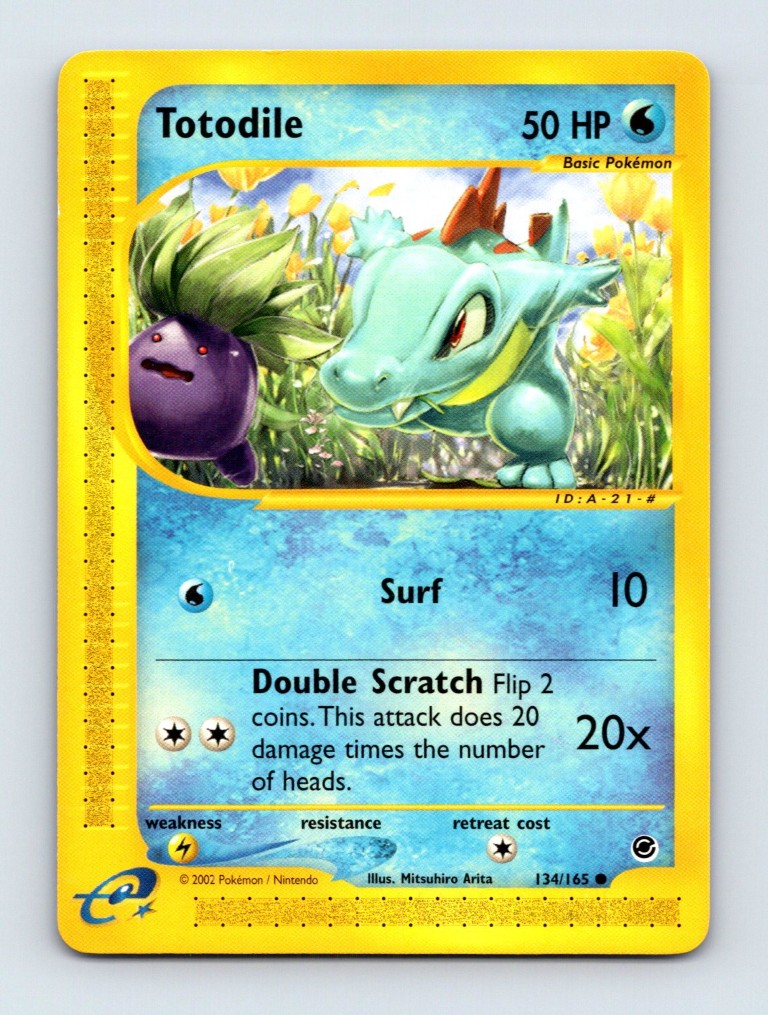 Totodile 50 HP
Basic Pokémon
ID:A-21-#
Surf 10
Double Scratch Flip 2
coins. This attack does 20
damage times the number
of heads.
20x
weakness resistance retreat cost
© 2002 Pokémon / Nintendo Illus. Mitsuhiro Arita 134/165
e